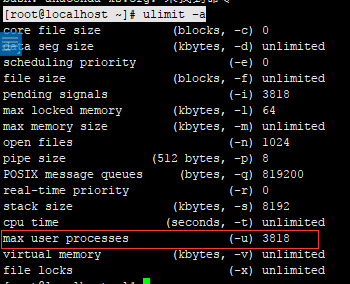 [root@localhost ~]# ulimit -a
core file size (blocks, -c) 0
data seg size (kbytes, -d) unlimited
scheduling priority (-e) 0
file size (blocks, -f) unlimited
pending signals (-i) 3818
max locked memory (kbytes, -l) 64
max memory size (kbytes, -m) unlimited
open files (-n) 1024
pipe size (512 bytes, -p) 8
POSIX message queues (bytes, -q) 819200
real-time priority (-r) 0
stack size (kbytes, -s) 8192
cpu time (seconds, -t) unlimited
max user processes (-u) 3818
virtual memory (kbytes, -v) unlimited
file locks (-x) unlimited